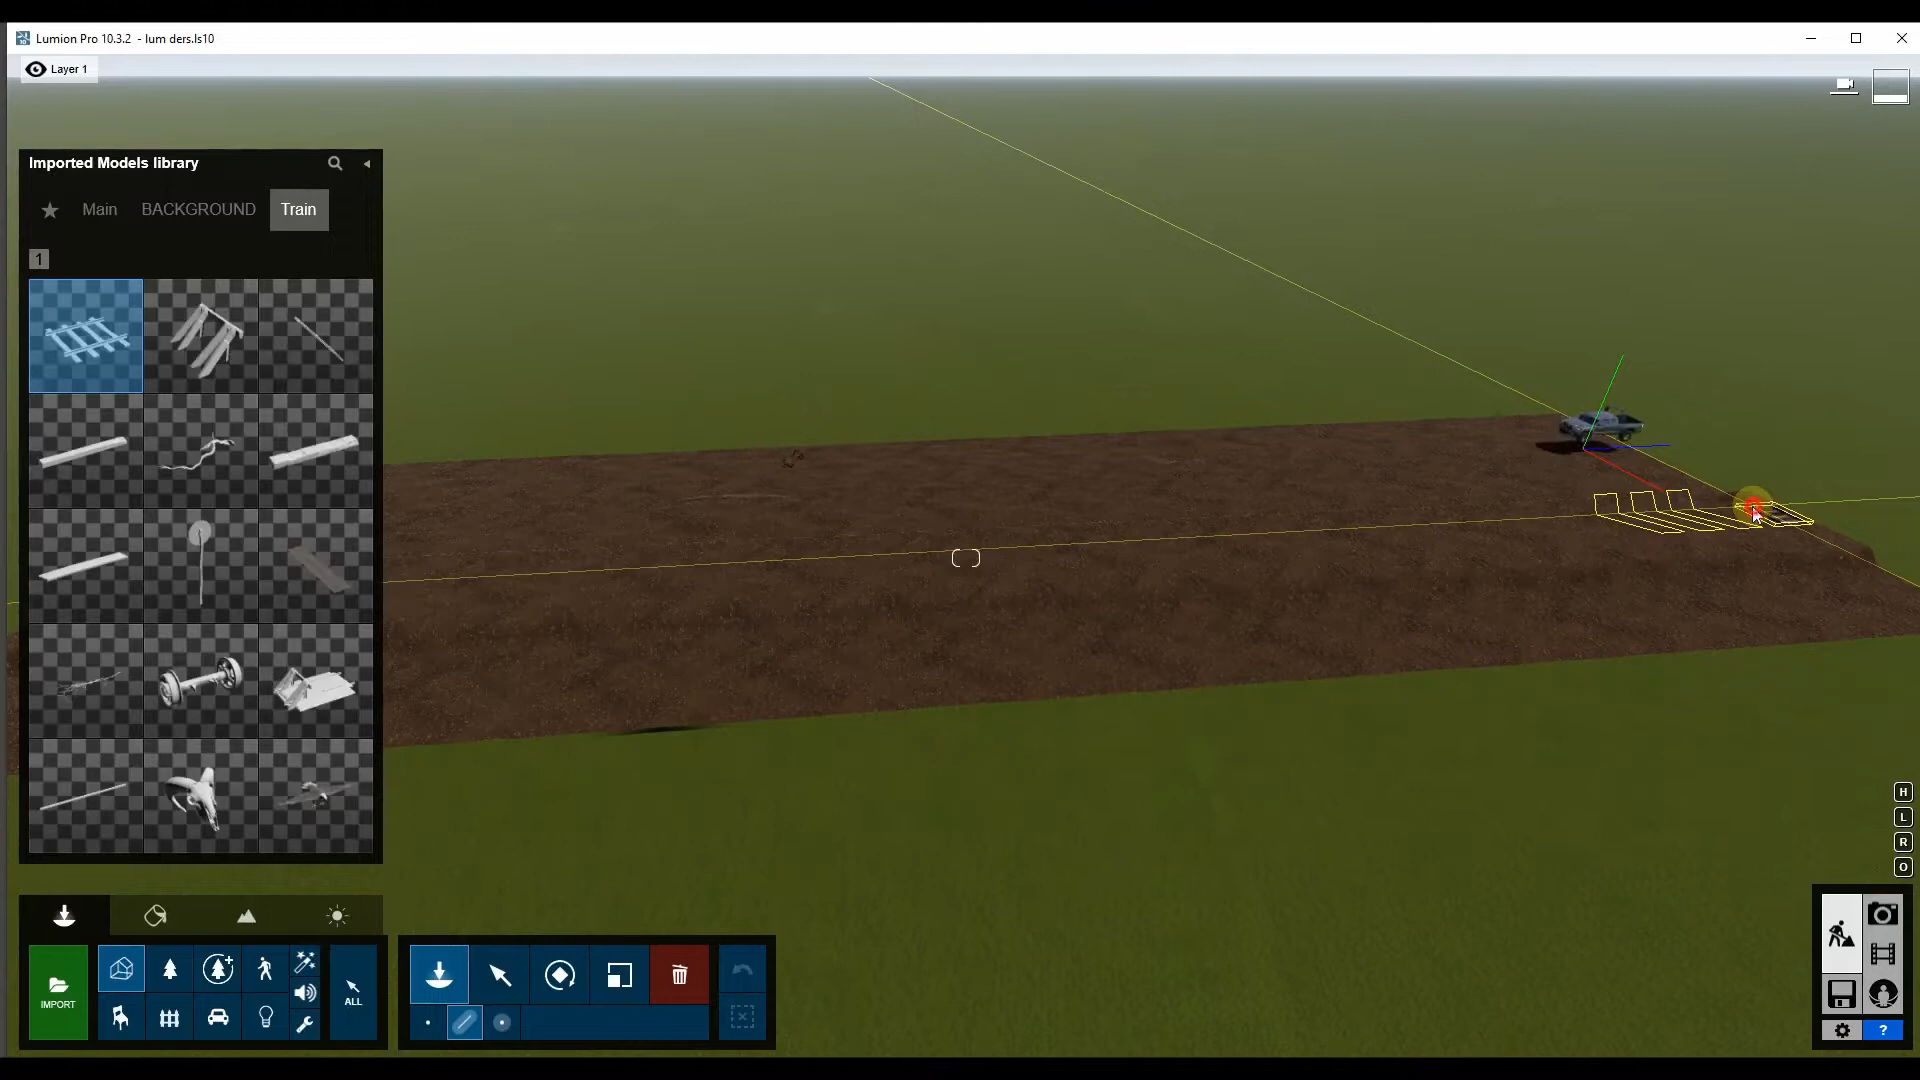 Lumion Pro 10.3.2 - lum ders.ls10
Layer 1
Imported Models library
Main BACKGROUND Train
1
H
L
R
O
IMPORT
ALL
?